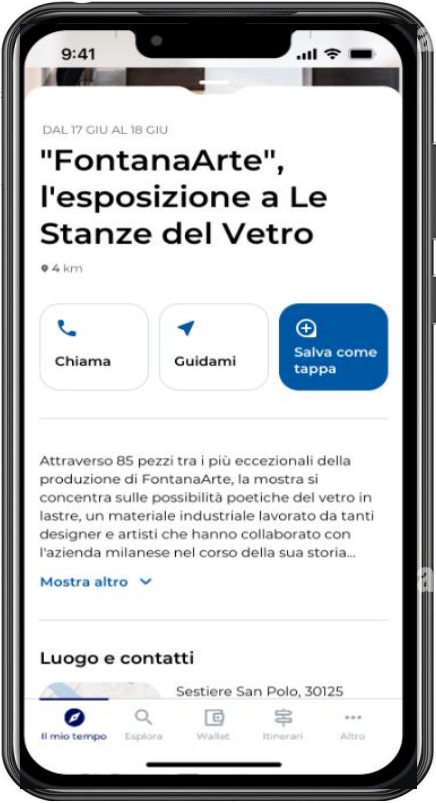 9:41
DAL 17 GIU AL 18 GIU
"FontanaArte",
l'esposizione a Le
Stanze del Vetro
4 km
Chiama
Guidami
Salva come
tappa
Attraverso 85 pezzi tra i più eccezionali della
produzione di FontanaArte, la mostra si
concentra sulle possibilità poetiche del vetro in
lastre, un materiale industriale lavorato da tanti
designer e artisti che hanno collaborato con
l'azienda milanese nel corso della sua storia...
Mostra altro
Luogo e contatti
Sestiere San Polo, 30125
Il mio tempo
Esplora
Wallet
Itinerari
Altro